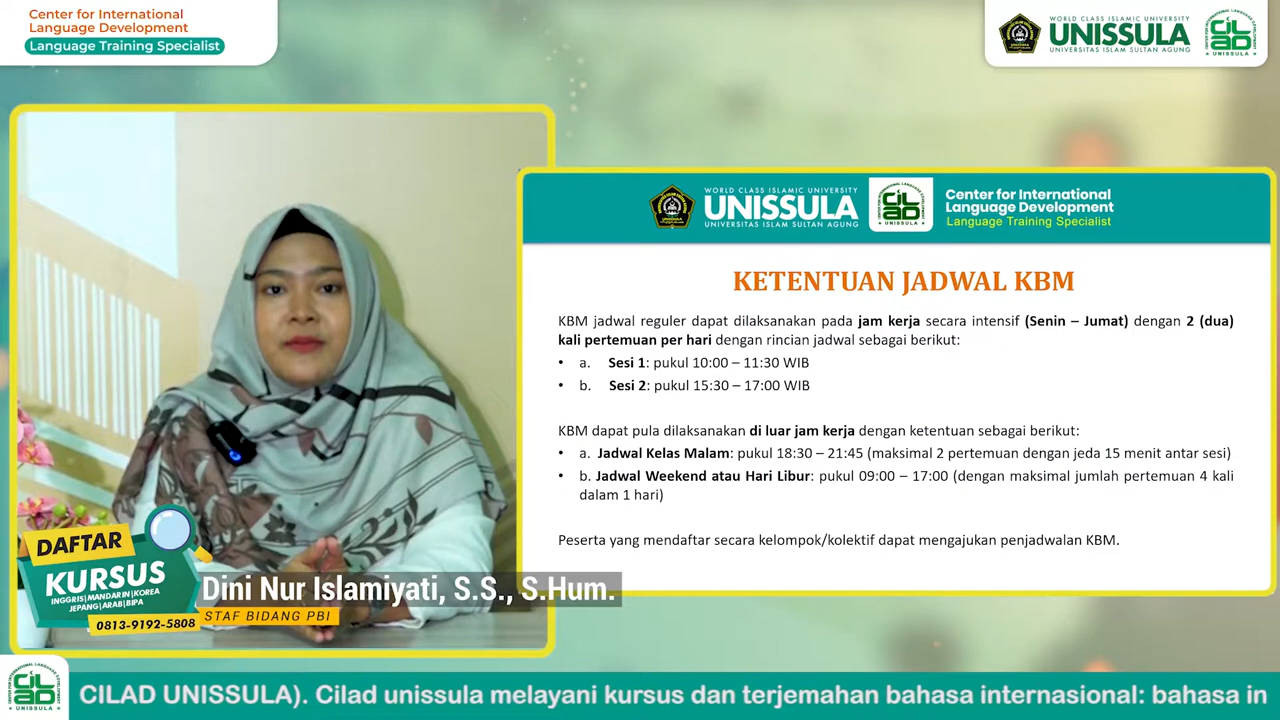 Center for International
Language Development
Language Training Specialist
WORLD CLASS ISLAMIC UNIVERSITY
UNISSULA
UNIVERSITAS ISLAM SULTAN AGUNG
CILAD
UNISSULA
WORLD CLASS ISLAMIC UNIVERSITY
UNISSULA
UNIVERSITAS ISLAM SULTAN AGUNG
CILAD
UNISSULA
Center for International
Language Development
Language Training Specialist
KETENTUAN JADWAL KBM
KBM jadwal reguler dapat dilaksanakan pada jam kerja secara intensif (Senin – Jumat) dengan 2 (dua)
kali pertemuan per hari dengan rincian jadwal sebagai berikut:
• a. Sesi 1: pukul 10:00 – 11:30 WIB
• b. Sesi 2: pukul 15:30 – 17:00 WIB
KBM dapat pula dilaksanakan di luar jam kerja dengan ketentuan sebagai berikut:
• a. Jadwal Kelas Malam: pukul 18:30 – 21:45 (maksimal 2 pertemuan dengan jeda 15 menit antar sesi)
• b. Jadwal Weekend atau Hari Libur: pukul 09:00 – 17:00 (dengan maksimal jumlah pertemuan 4 kali
dalam 1 hari)
Peserta yang mendaftar secara kelompok/kolektif dapat mengajukan penjadwalan KBM.
DAFTAR
KURSUS
INGGRIS|MANDARIN|KOREA
JEPANG|ARAB|BIPA
0813-9192-5808
Dini Nur Islamiyati, S.S., S.Hum.
STAF BIDANG PBI
CILAD
UNISSULA
CILAD UNISSULA). Cilad unissula melayani kursus dan terjemahan bahasa internasional: bahasa in